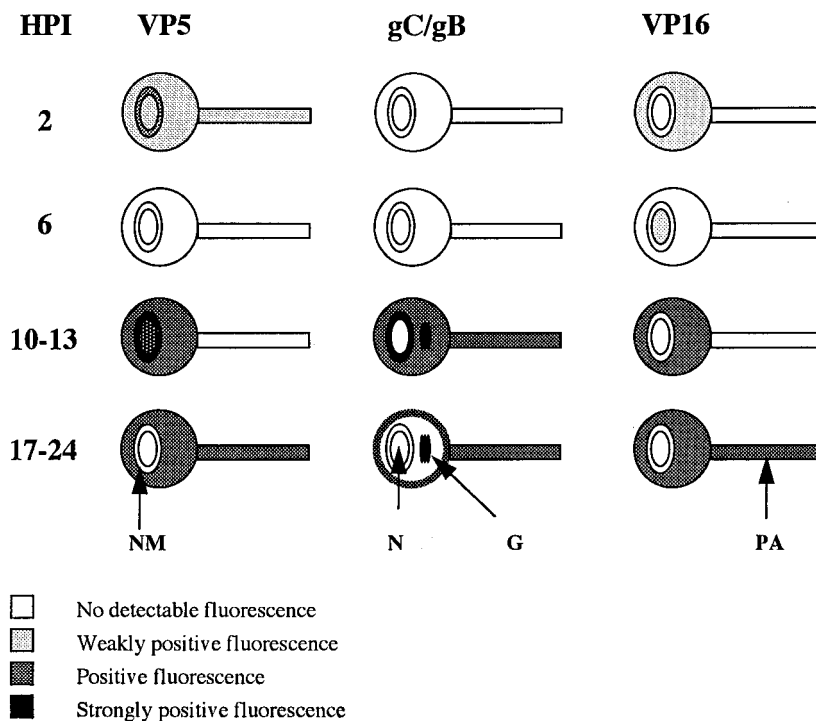 HPI VP5 gC/gB VP16
2
6
10-13
17-24
NM N G PA
No detectable fluorescence
Weakly positive fluorescence
Positive fluorescence
Strongly positive fluorescence